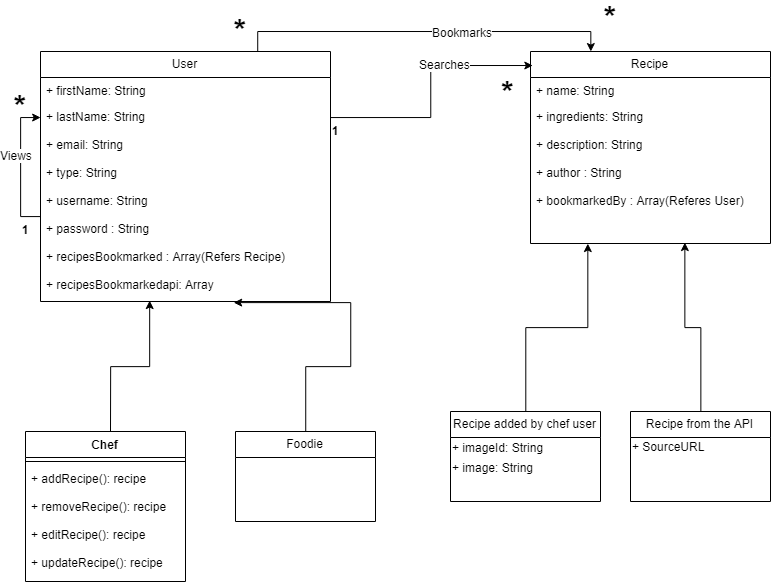 *
*
Bookmarks
User
Searches
Recipe
*
*
+ firstName: String
+ lastName: String
+ email: String
+ type: String
+ username: String
+ password : String
+ recipesBookmarked : Array(Refers Recipe)
+ recipesBookmarkedapi: Array
1
Views
1
+ name: String
+ ingredients: String
+ description: String
+ author : String
+ bookmarkedBy : Array(Referes User)
Chef
+ addRecipe(): recipe
+ removeRecipe(): recipe
+ editRecipe(): recipe
+ updateRecipe(): recipe
Foodie
Recipe added by chef user
+ imageId: String
+ image: String
Recipe from the API
+ SourceURL